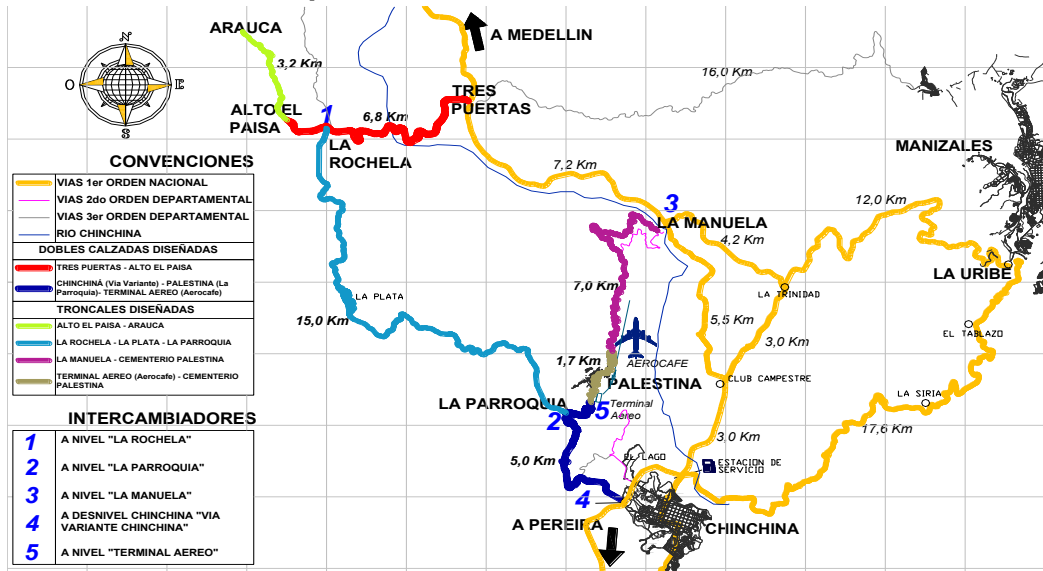 ARAUCA
A MEDELLIN
N
O
E
S
3,2 Km
16,0 Km
ALTO EL
PAISA
1
6,8 Km
TRES
PUERTAS
LA
ROCHELA
MANIZALES
7,2 Km
3
LA MANUELA
12,0 Km
4,2 Km
LA URIBE
LA TRINIDAD
7,0 Km
5,5 Km
3,0 Km
EL TABLAZO
LA PLATA
15,0 Km
1,7 Km
AEROCAFE
PALESTINA
CLUB CAMPESTRE
LA SIRIA
LA PARROQUIA
2
5
Terminal
Aereo
17,6 Km
3,0 Km
5,0 Km
EL LAGO
ESTACION DE
SERVICIO
4
A PEREIRA
CHINCHINA
CONVENCIONES
VIAS 1er ORDEN NACIONAL
VIAS 2do ORDEN DEPARTAMENTAL
VIAS 3er ORDEN DEPARTAMENTAL
RIO CHINCHINA
DOBLES CALZADAS DISEÑADAS
TRES PUERTAS - ALTO EL PAISA
CHINCHINÁ (Via Variante) - PALESTINA (La
Parroquia)- TERMINAL AEREO (Aerocafe)
TRONCALES DISEÑADAS
ALTO EL PAISA - ARAUCA
LA ROCHELA - LA PLATA - LA PARROQUIA
LA MANUELA - CEMENTERIO PALESTINA
TERMINAL AEREO (Aerocafe) - CEMENTERIO
PALESTINA
INTERCAMBIADORES
1 A NIVEL "LA ROCHELA"
2 A NIVEL "LA PARROQUIA"
3 A NIVEL "LA MANUELA"
4 A DESNIVEL CHINCHINA "VIA
VARIANTE CHINCHINA"
5 A NIVEL "TERMINAL AEREO"